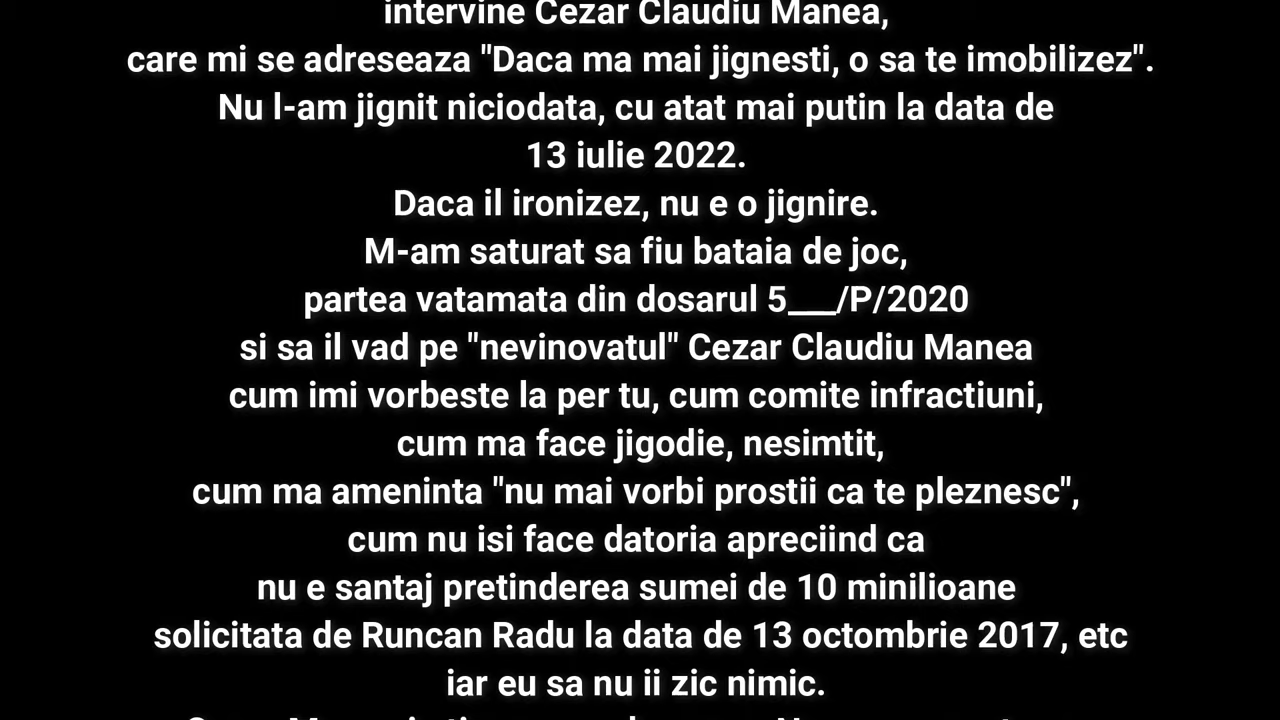 intervine Cezar Claudiu Manea,
care mi se adreseaza "Daca ma mai jignesti, o sa te imobilizez".
Nu l-am jignit niciodata, cu atat mai putin la data de
13 iulie 2022.
Daca il ironizez, nu e o jignire.
M-am saturat sa fiu bataia de joc,
partea vatamata din dosarul 5___/P/2020
si sa il vad pe "nevinovatul" Cezar Claudiu Manea
cum imi vorbeste la per tu, cum comite infractiuni,
cum ma face jigodie, nesimtit,
cum ma ameninta "nu mai vorbi prostii ca te pleznesc",
cum nu isi face datoria apreciind ca
nu e santaj pretinderea sumei de 10 minilioane
solicitata de Runcan Radu la data de 13 octombrie 2017, etc
iar eu sa nu ii zic nimic.